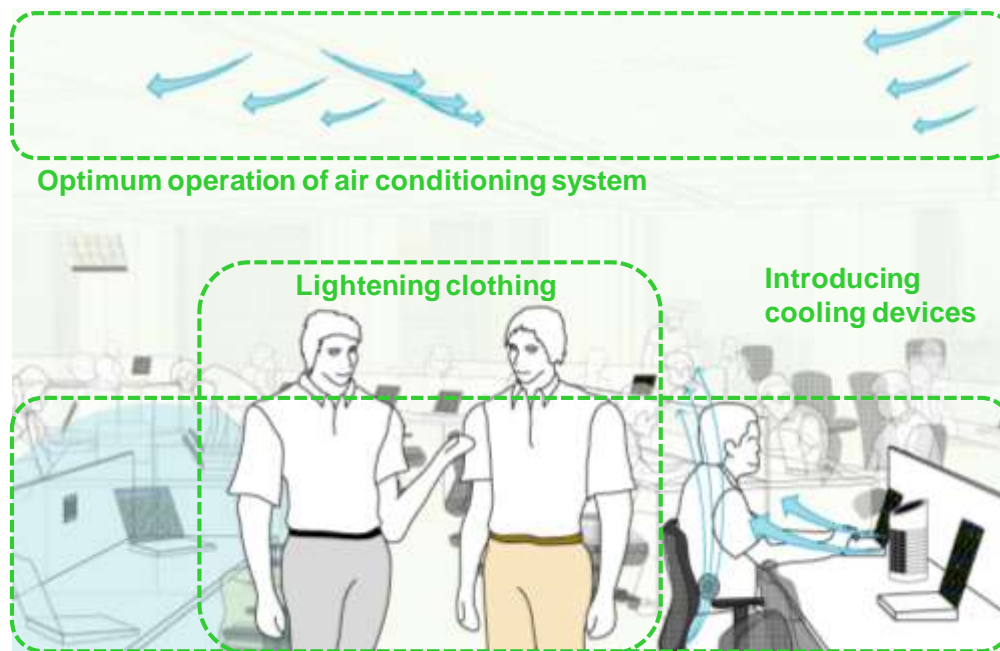 Optimum operation of air conditioning system
Lightening clothing
Introducing
cooling devices